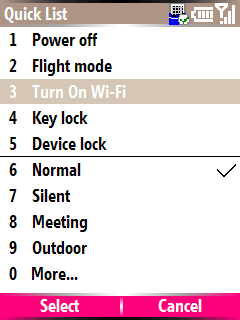 Quick List
1 Power off
2 Flight mode
3 Turn On Wi-Fi
4 Key lock
5 Device lock
6 Normal
7 Silent
8 Meeting
9 Outdoor
0 More...
Select Cancel